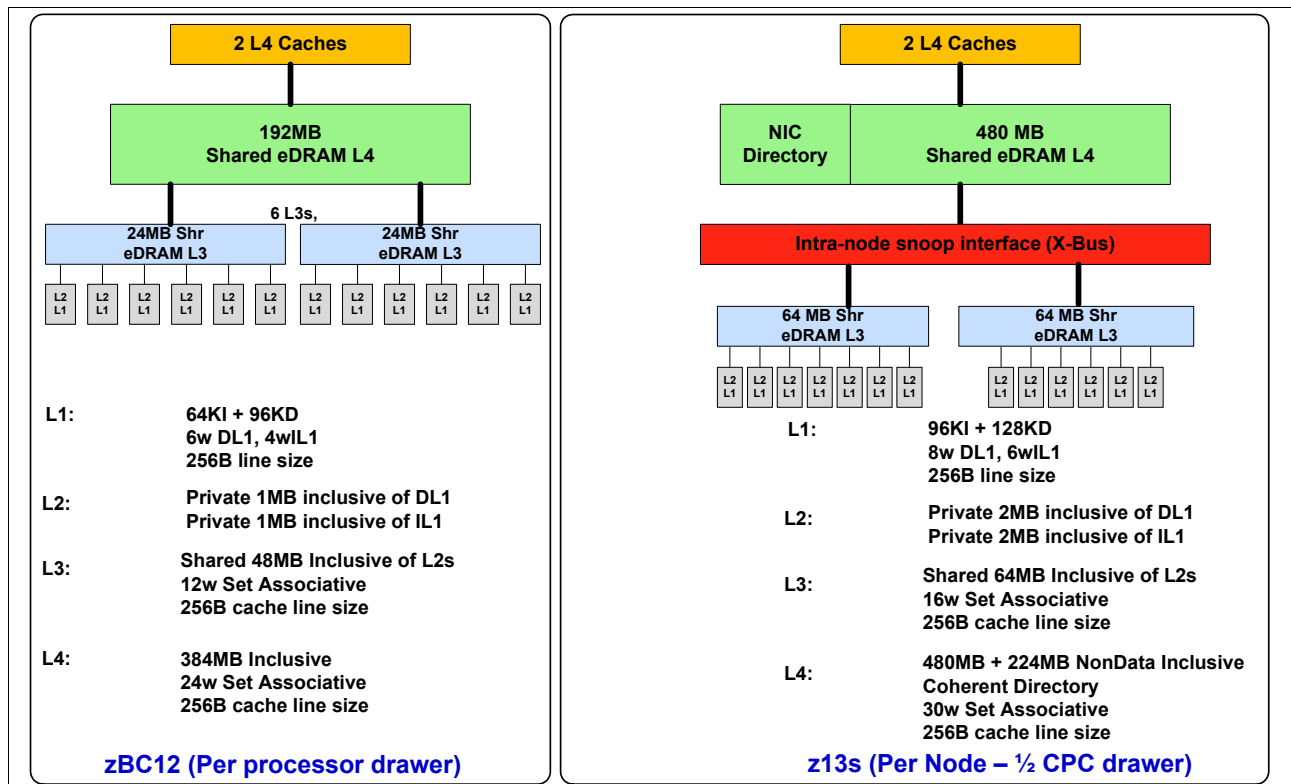 2 L4 Caches
192MB
Shared eDRAM L4
6 L3s,
24MB Shr
eDRAM L3
24MB Shr
eDRAM L3
L2
L1
L2
L1
L2
L1
L2
L1
L2
L1
L2
L1
L2
L1
L2
L1
L2
L1
L2
L1
L2
L1
L2
L1
L1:
64KI + 96KD
6w DL1, 4wIL1
256B line size
L2:
Private 1MB inclusive of DL1
Private 1MB inclusive of IL1
L3:
Shared 48MB Inclusive of L2s
12w Set Associative
256B cache line size
L4:
384MB Inclusive
24w Set Associative
256B cache line size
zBC12 (Per processor drawer)
2 L4 Caches
NIC
Directory
480 MB
Shared eDRAM L4
Intra-node snoop interface (X-Bus)
64 MB Shr
eDRAM L3
64 MB Shr
eDRAM L3
L2
L1
L2
L1
L2
L1
L2
L1
L2
L1
L2
L1
L2
L1
L2
L1
L2
L1
L2
L1
L2
L1
L2
L1
L2
L1
L1:
96KI + 128KD
8w DL1, 6wIL1
256B line size
L2:
Private 2MB inclusive of DL1
Private 2MB inclusive of IL1
L3:
Shared 64MB Inclusive of L2s
16w Set Associative
256B cache line size
L4:
480MB + 224MB NonData Inclusive
Coherent Directory
30w Set Associative
256B cache line size
z13s (Per Node – ½ CPC drawer)